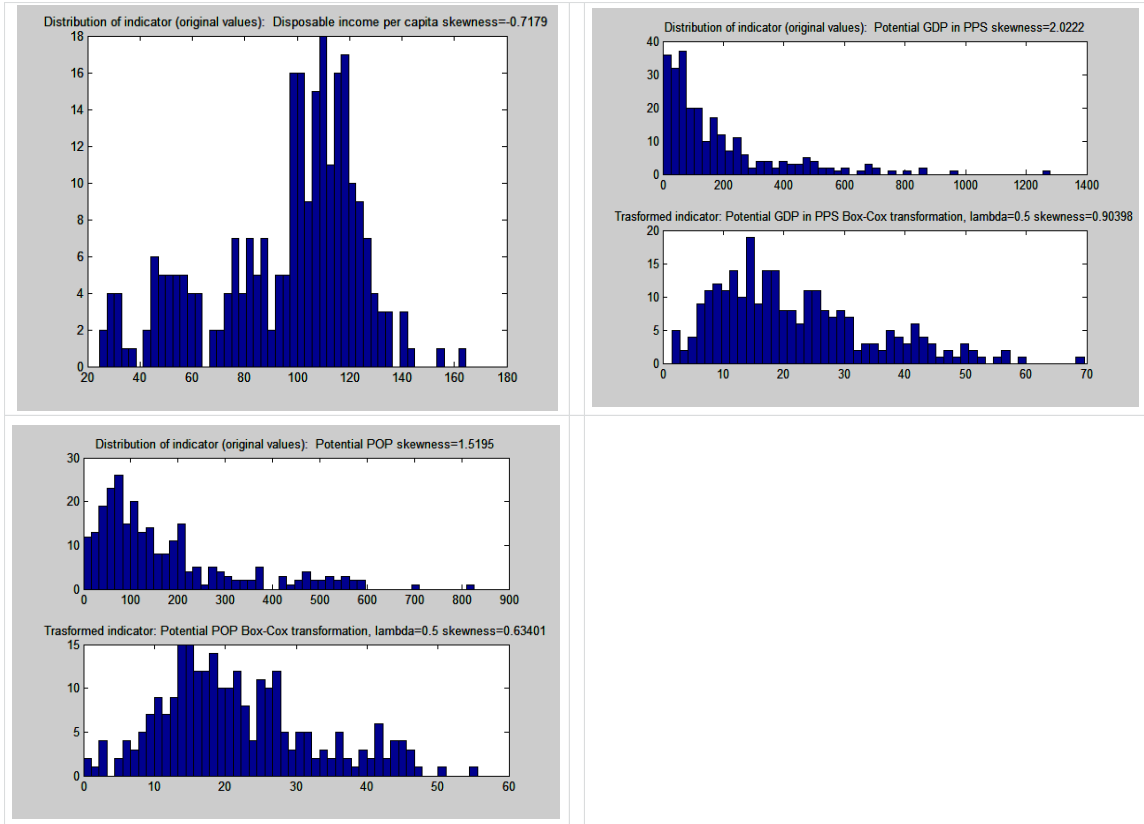 Distribution of indicator (original values):  Disposable income per capita skewness=-0.7179
18
16
14
12
10
8
6
4
2
0
20 40 60 80 100 120 140 160 180
Distribution of indicator (original values):  Potential GDP in PPS skewness=2.0222
40
30
20
10
0
0 200 400 600 800 1000 1200 1400
Trasformed indicator: Potential GDP in PPS Box-Cox transformation, lambda=0.5 skewness=0.90398
20
15
10
5
0
0 10 20 30 40 50 60 70
Distribution of indicator (original values):  Potential POP skewness=1.5195
30
20
10
0
0 100 200 300 400 500 600 700 800 900
Trasformed indicator: Potential POP Box-Cox transformation, lambda=0.5 skewness=0.63401
15
10
5
0
0 10 20 30 40 50 60